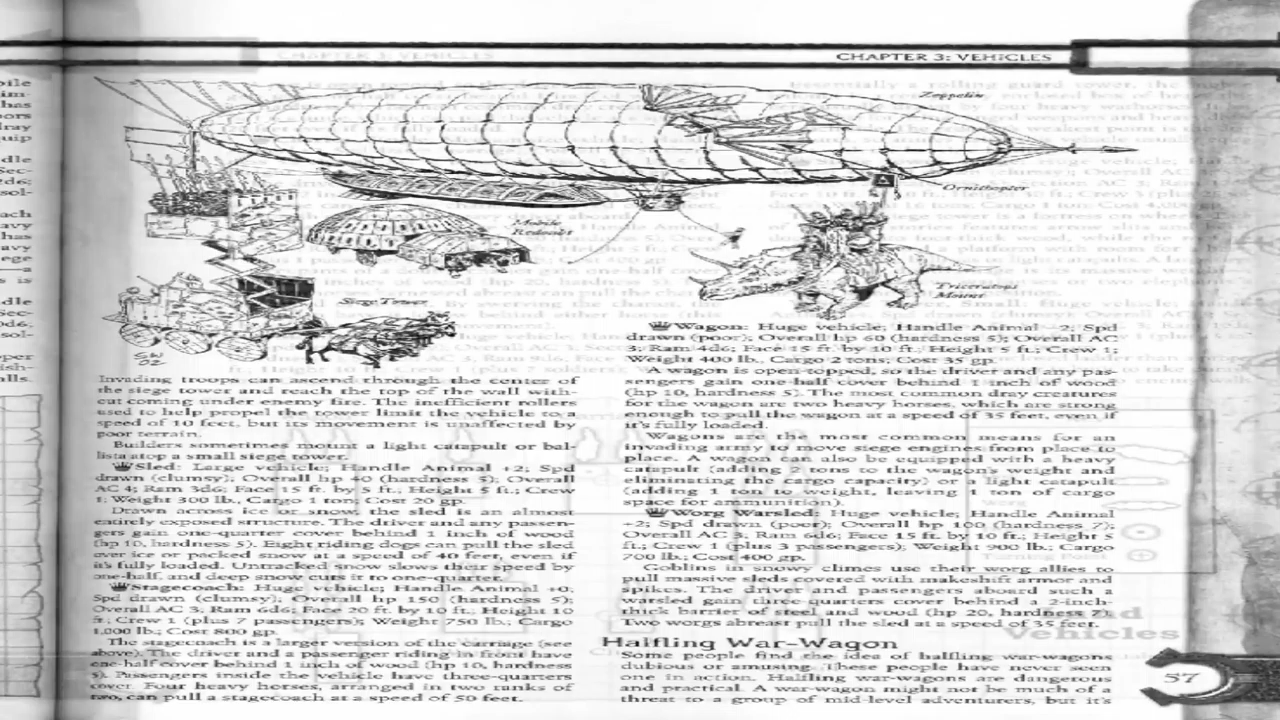 CHAPTER 3: VEHICLES
Zeppelin
Ornithopter
Missile
Redoubt
Triceratops
Mount
Siege Tower
SW
02
Invading troops can ascend through the center of
the siege tower and reach the top of the wall with-
out coming under enemy fire. The inefficient rollers
used to help propel the tower limit the vehicle to a
speed of 10 feet, but its movement is unaffected by
poor terrain.
Builders sometimes mount a light catapult or bal-
lista atop a small siege tower.
Sled: Large vehicle; Handle Animal +2; Spd
drawn (clumsy); Overall hp 40 (hardness 5); Overall
AC 4; Ram 3d6; Face 15 ft. by 5 ft.; Height 5 ft.; Crew
1; Weight 300 lb., Cargo 1 ton; Cost 20 gp.
Drawn across ice or snow, the sled is an almost
entirely exposed structure. The driver and any passen-
gers gain one-quarter cover behind 1 inch of wood
(hp 10, hardness 5). Eight riding dogs can pull the sled
over ice or packed snow at a speed of 40 feet, even if
it's fully loaded. Untracked snow slows their speed by
one-half, and deep snow cuts it to one-quarter.
Stagecoach: Huge vehicle; Handle Animal +0;
Spd drawn (clumsy); Overall hp 150 (hardness 5);
Overall AC 3; Ram 6d6; Face 20 ft. by 10 ft.; Height 10
ft.; Crew 1 (plus 7 passengers); Weight 750 lb.; Cargo
1,000 lb.; Cost 800 gp.
The stagecoach is a large version of the carriage (see
above). The driver and a passenger riding in front have
one-half cover behind 1 inch of wood (hp 10, hardness
5). Passengers inside the vehicle have three-quarters
cover. Four heavy horses, arranged in two ranks of
two, can pull a stagecoach at a speed of 50 feet.
Wagon: Huge vehicle; Handle Animal –2; Spd
drawn (poor); Overall hp 60 (hardness 5); Overall AC
3; Ram 4d6; Face 15 ft. by 10 ft.; Height 5 ft.; Crew 1;
Weight 400 lb., Cargo 2 tons; Cost 35 gp.
A wagon is open-topped, so the driver and any pas-
sengers gain one-half cover behind 1 inch of wood
(hp 10, hardness 5). The most common dray creatures
for the wagon are two heavy horses, which are strong
enough to pull the wagon at a speed of 35 feet, even if
it's fully loaded.
Wagons are the most common means for an
invading army to move siege engines from place to
place. A wagon can also be equipped with a heavy
catapult (adding 2 tons to the wagon's weight and
eliminating the cargo capacity) or a light catapult
(adding 1 ton to weight, leaving 1 ton of cargo
space for ammunition).
Worg Warsled: Huge vehicle; Handle Animal
+2; Spd drawn (poor); Overall hp 100 (hardness 7);
Overall AC 3; Ram 6d6; Face 15 ft. by 10 ft.; Height 5
ft.; Crew 1 (plus 3 passengers); Weight 900 lb.; Cargo
700 lb.; Cost 400 gp.
Goblins in snowy climes use their worg allies to
pull massive sleds covered with makeshift armor and
spikes. The driver and passengers aboard such a
warsled gain three-quarters cover behind a 2-inch-
thick barrier of steel and wood (hp 20, hardness 7).
Two worgs abreast pull the sled at a speed of 35 feet.
Halfling War-Wagon
Some people find the idea of halfling war-wagons
dubious or amusing. These people have never seen
one in action. Halfling war-wagons are dangerous
and practical. A war-wagon might not be much of a
threat to a group of mid-level adventurers, but it's
57